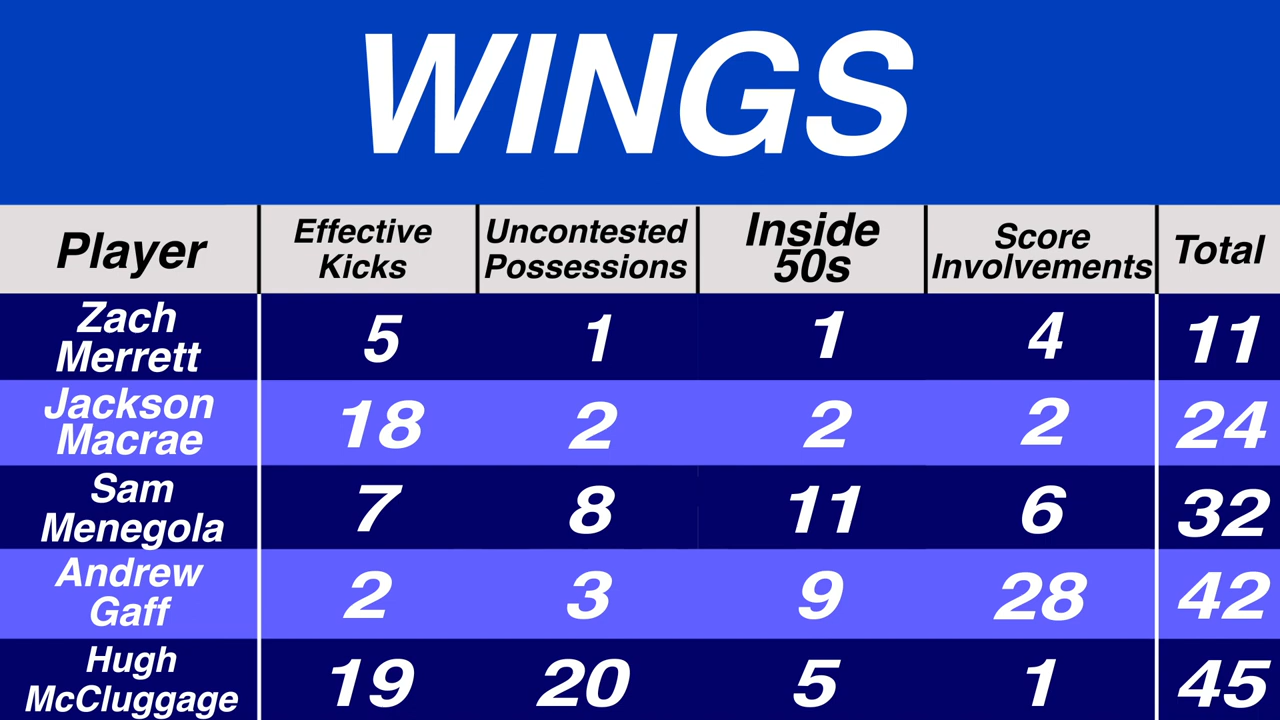 WINGS
Player Effective Kicks Uncontested Possessions Inside 50s Score Involvements Total
Zach Merrett 5 1 1 4 11
Jackson Macrae 18 2 2 2 24
Sam Menegola 7 8 11 6 32
Andrew Gaff 2 3 9 28 42
Hugh McCluggage 19 20 5 1 45